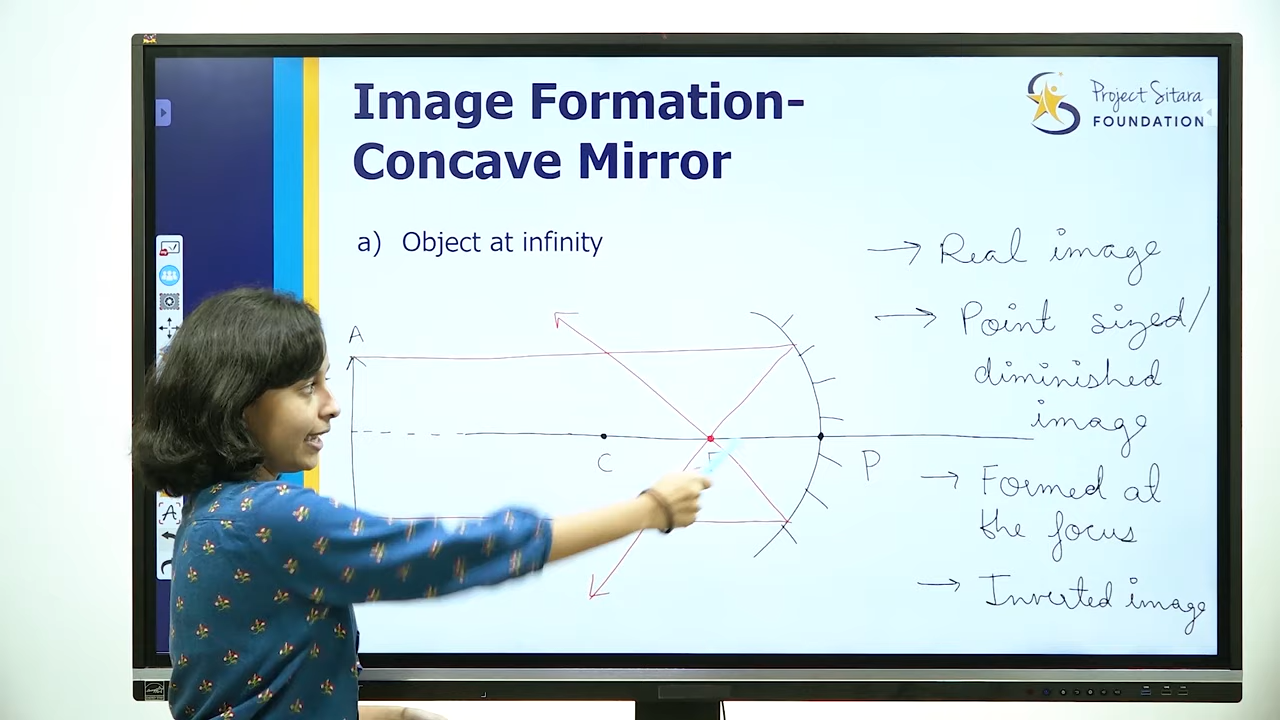 Image Formation-
Concave Mirror
Project Sitara
FOUNDATION
a) Object at infinity
→ Real image
→ Point sized/
diminished
image
→ Formed at
the focus
→ Inverted image
A
C
F
P